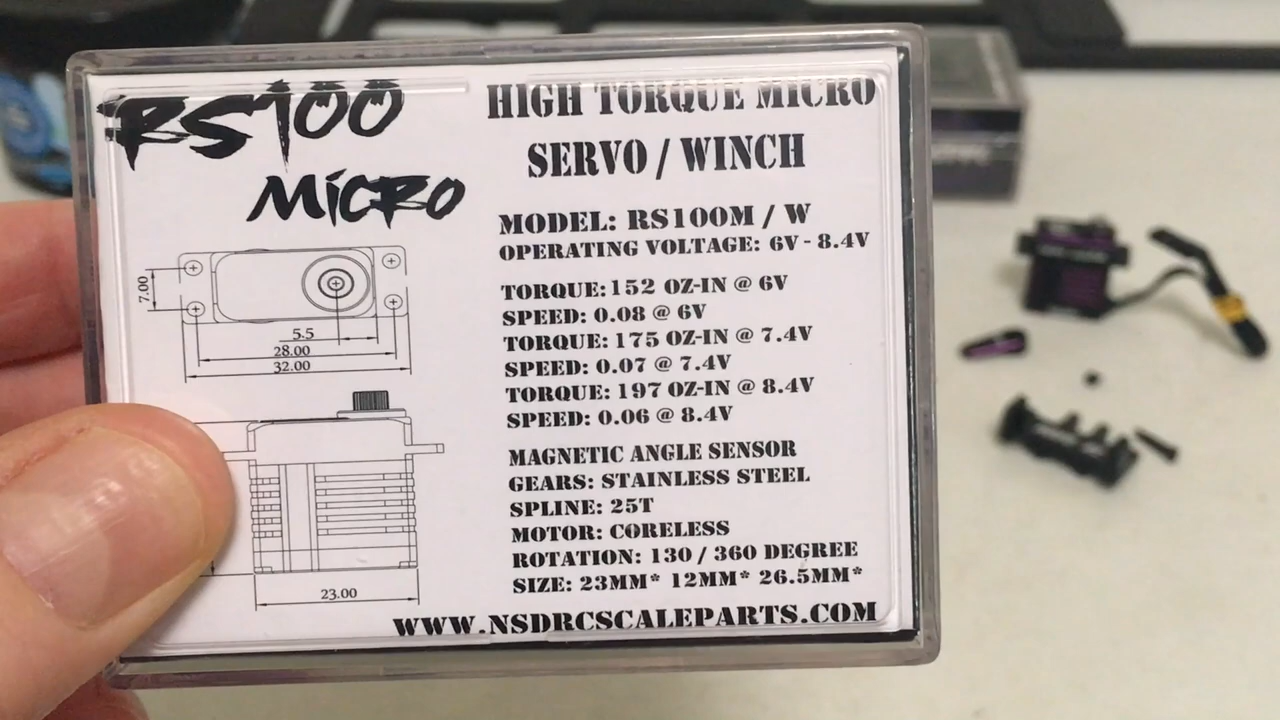 RS100
MICRO
HIGH TORQUE MICRO
SERVO / WINCH
MODEL: RS100M / W
OPERATING VOLTAGE: 6V - 8.4V
TORQUE: 152 OZ-IN @ 6V
SPEED: 0.08 @ 6V
TORQUE: 175 OZ-IN @ 7.4V
SPEED: 0.07 @ 7.4V
TORQUE: 197 OZ-IN @ 8.4V
SPEED: 0.06 @ 8.4V
MAGNETIC ANGLE SENSOR
GEARS: STAINLESS STEEL
SPLINE: 25T
MOTOR: CORELESS
ROTATION: 130 / 360 DEGREE
SIZE: 23MM* 12MM* 26.5MM*
7.00
5.5
28.00
32.00
23.00
WWW.NSDRCSCALEPARTS.COM